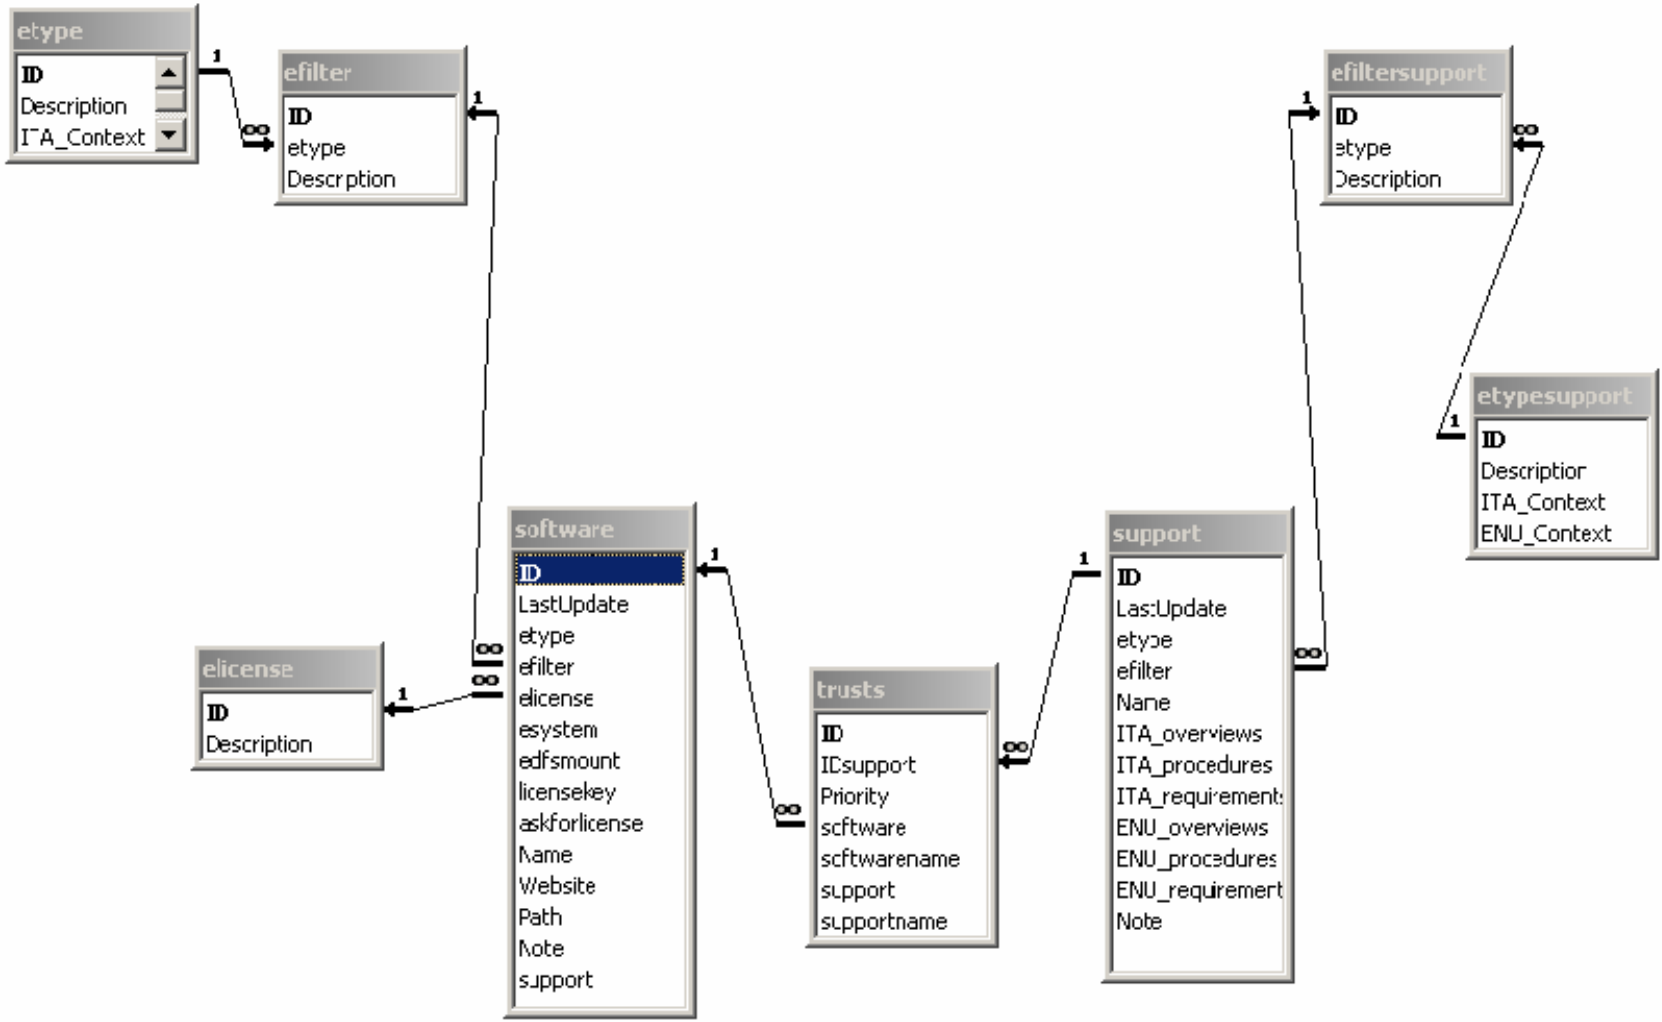 etype
ID
Description
ITA_Context
1
∞
efilter
ID
etype
Description
1
efiltersupport
ID
etype
Description
1
∞
etypesupport
ID
Description
ITA_Context
ENU_Context
1
software
ID
LastUpdate
etype
efilter
elicense
esystem
edfsmount
licensekey
askforlicense
Name
Website
Path
Note
support
∞
∞
1
elicense
ID
Description
1
trusts
ID
IDsupport
Priority
software
softwarename
support
supportname
∞
∞
support
ID
LastUpdate
etype
efilter
Name
ITA_overviews
ITA_procedures
ITA_requirements
ENU_overviews
ENU_procedures
ENU_requirement
Note
1
∞